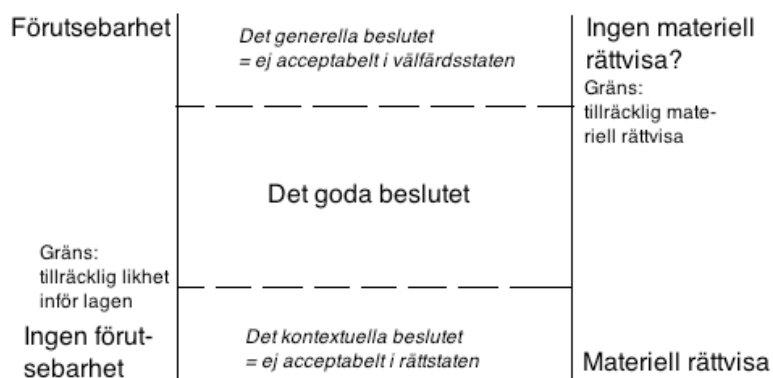 Förutsebarhet
Det generella beslutet
= ej acceptabelt i välfärdsstaten
Ingen materiell
rättvisa?
Gräns:
tillräcklig mate-
riell rättvisa
Det goda beslutet
Gräns:
tillräcklig likhet
inför lagen
Ingen förut-
sebarhet
Det kontextuella beslutet
= ej acceptabelt i rättstaten
Materiell rättvisa